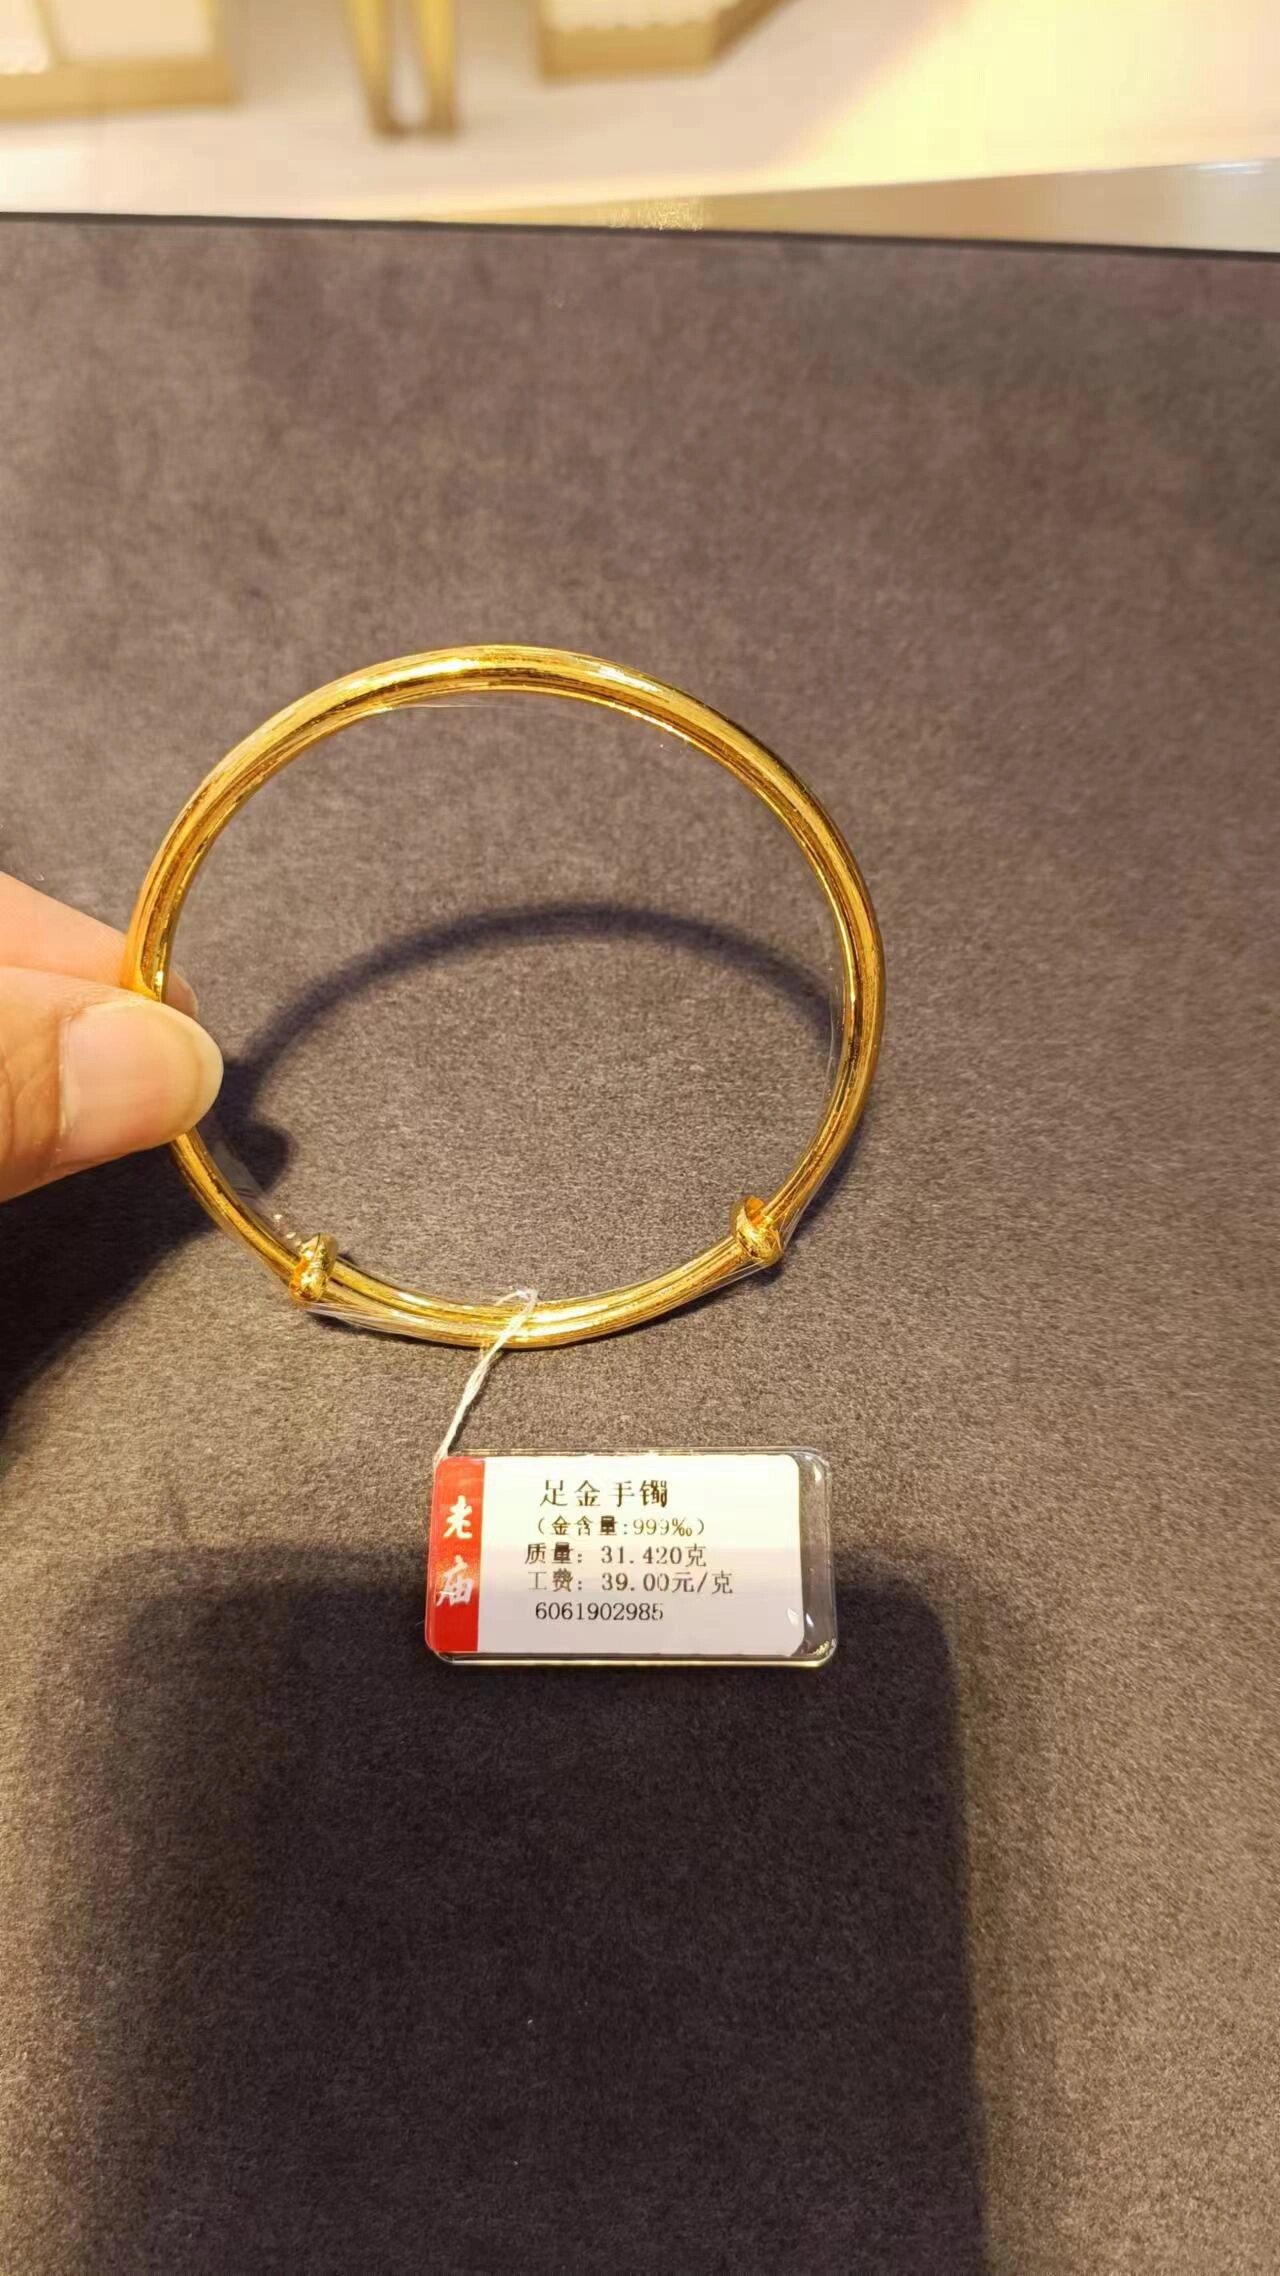 老庙
足金手镯
（金含量:999‰）
质量: 31.420克
工费: 39.00元/克
6061902985